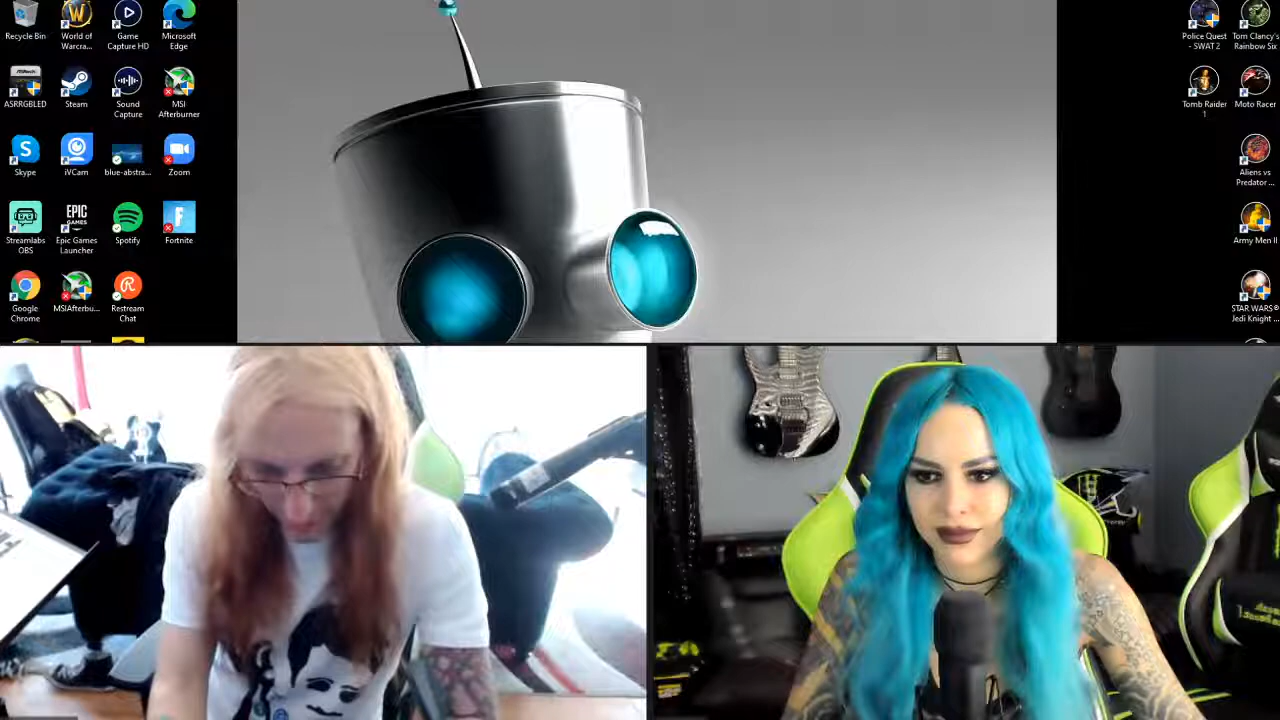 Recycle Bin
World of
Warcra...
Game
Capture HD
Microsoft
Edge
Police Quest
- SWAT 2
Tom Clancy's
Rainbow Six
ASRRGBLED
Steam
Sound
Capture
MSI
Afterburner
Tomb Raider
1
Moto Racer
Skype
iVCam
blue-abstra...
Zoom
Aliens vs
Predator ...
EPIC
GAMES
Streamlabs
OBS
Epic Games
Launcher
Spotify
Fortnite
Army Men II
Google
Chrome
MSIAfterbu...
Restream
Chat
STAR WARS®
Jedi Knight ...